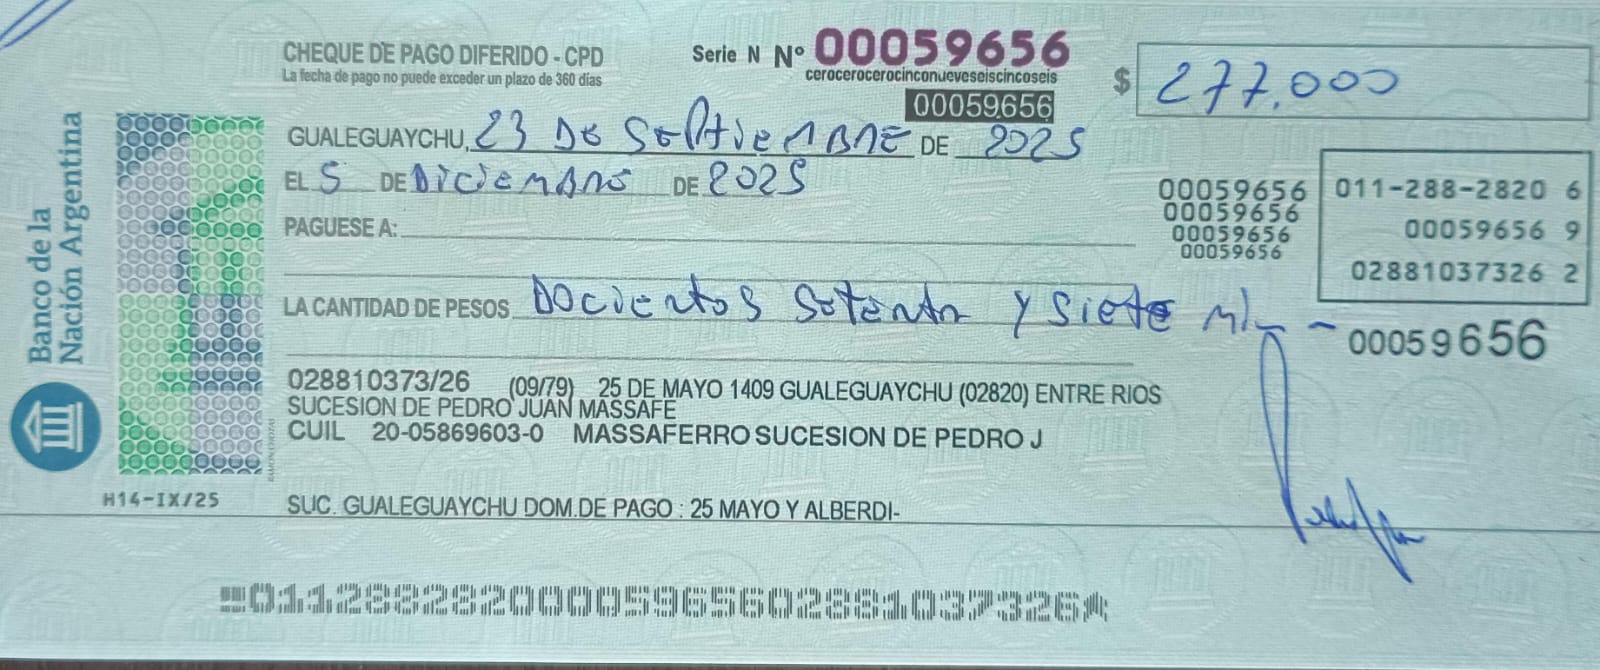 CHEQUE DE PAGO DIFERIDO - CPD
La fecha de pago no puede exceder un plazo de 360 días
Serie N Nº 00059656
cerocerocerocinconueveseiscincoseis
00059656
$ 277.000
GUALEGUAYCHU, 23 DE SEPTIEMBRE DE 2025
EL 5 DE DICIEMBRE DE 2025
PAGUESE A:
00059656
00059656
00059656
00059656
011-288-2820 6
00059656 9
02881037326 2
LA CANTIDAD DE PESOS Docientos setenta y siete mil -
00059656
028810373/26 (09/79) 25 DE MAYO 1409 GUALEGUAYCHU (02820) ENTRE RIOS
SUCESION DE PEDRO JUAN MASSAFE
CUIL 20-05869603-0 MASSAFERRO SUCESION DE PEDRO J
SUC. GUALEGUAYCHU DOM.DE PAGO : 25 MAYO Y ALBERDI-
Banco de la
Nación Argentina
H14-IX/25
01128828200005965602881037326